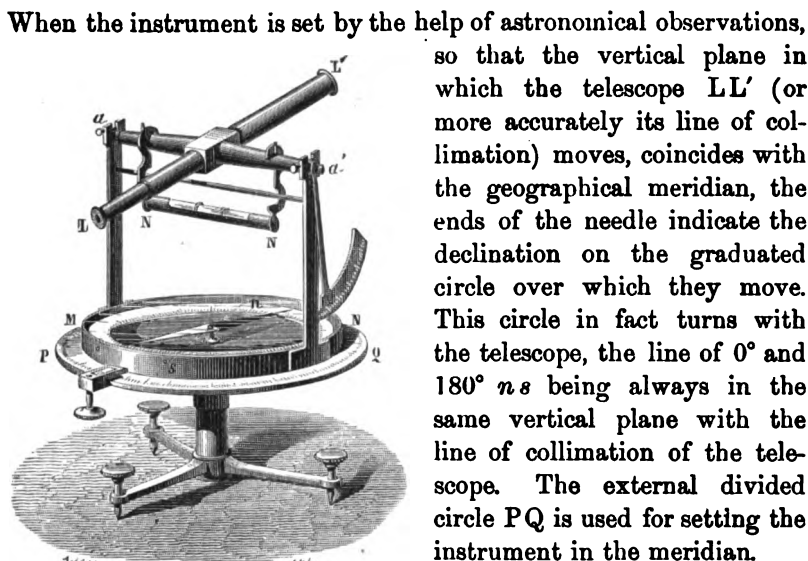 When the instrument is set by the help of astronomical observations,
so that the vertical plane in
which the telescope LL′ (or
more accurately its line of col-
limation) moves, coincides with
the geographical meridian, the
ends of the needle indicate the
declination on the graduated
circle over which they move.
This circle in fact turns with
the telescope, the line of 0° and
180° n s being always in the
same vertical plane with the
line of collimation of the tele-
scope. The external divided
circle PQ is used for setting the
instrument in the meridian.
L′
a
a′
L
N
N
n
M
N
P
s
Q